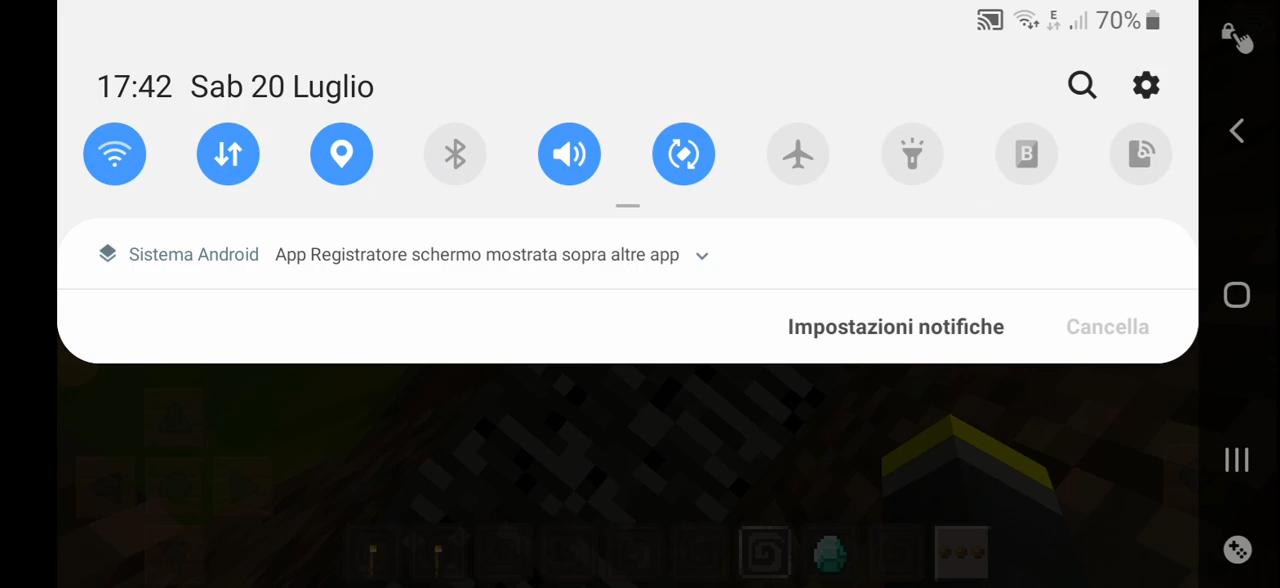 E 70%
17:42 Sab 20 Luglio
B
Sistema Android App Registratore schermo mostrata sopra altre app
Impostazioni notifiche Cancella